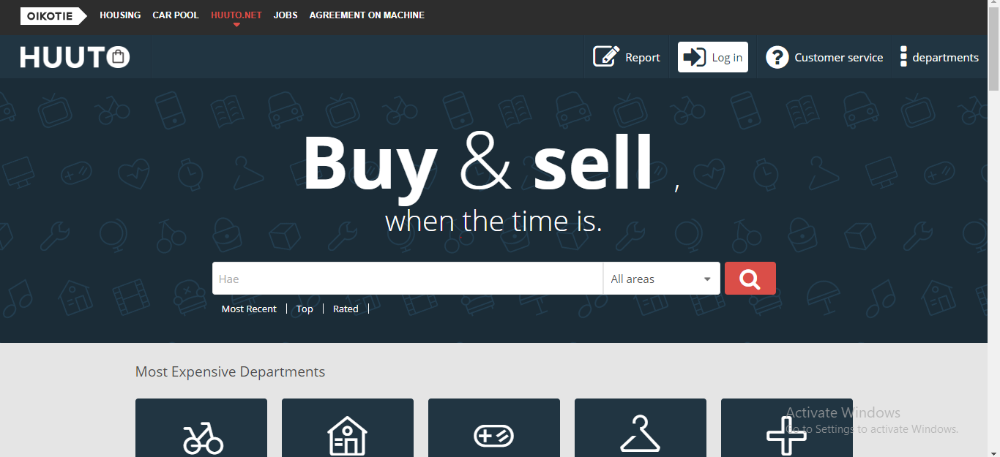 OIKOTIE HOUSING CAR POOL HUUTO.NET JOBS AGREEMENT ON MACHINE
HUUTO Report Log in ? Customer service departments
Buy & sell ,
when the time is.
Hae All areas
Most Recent | Top | Rated |
Most Expensive Departments
Activate Windows
Go to Settings to activate Windows.